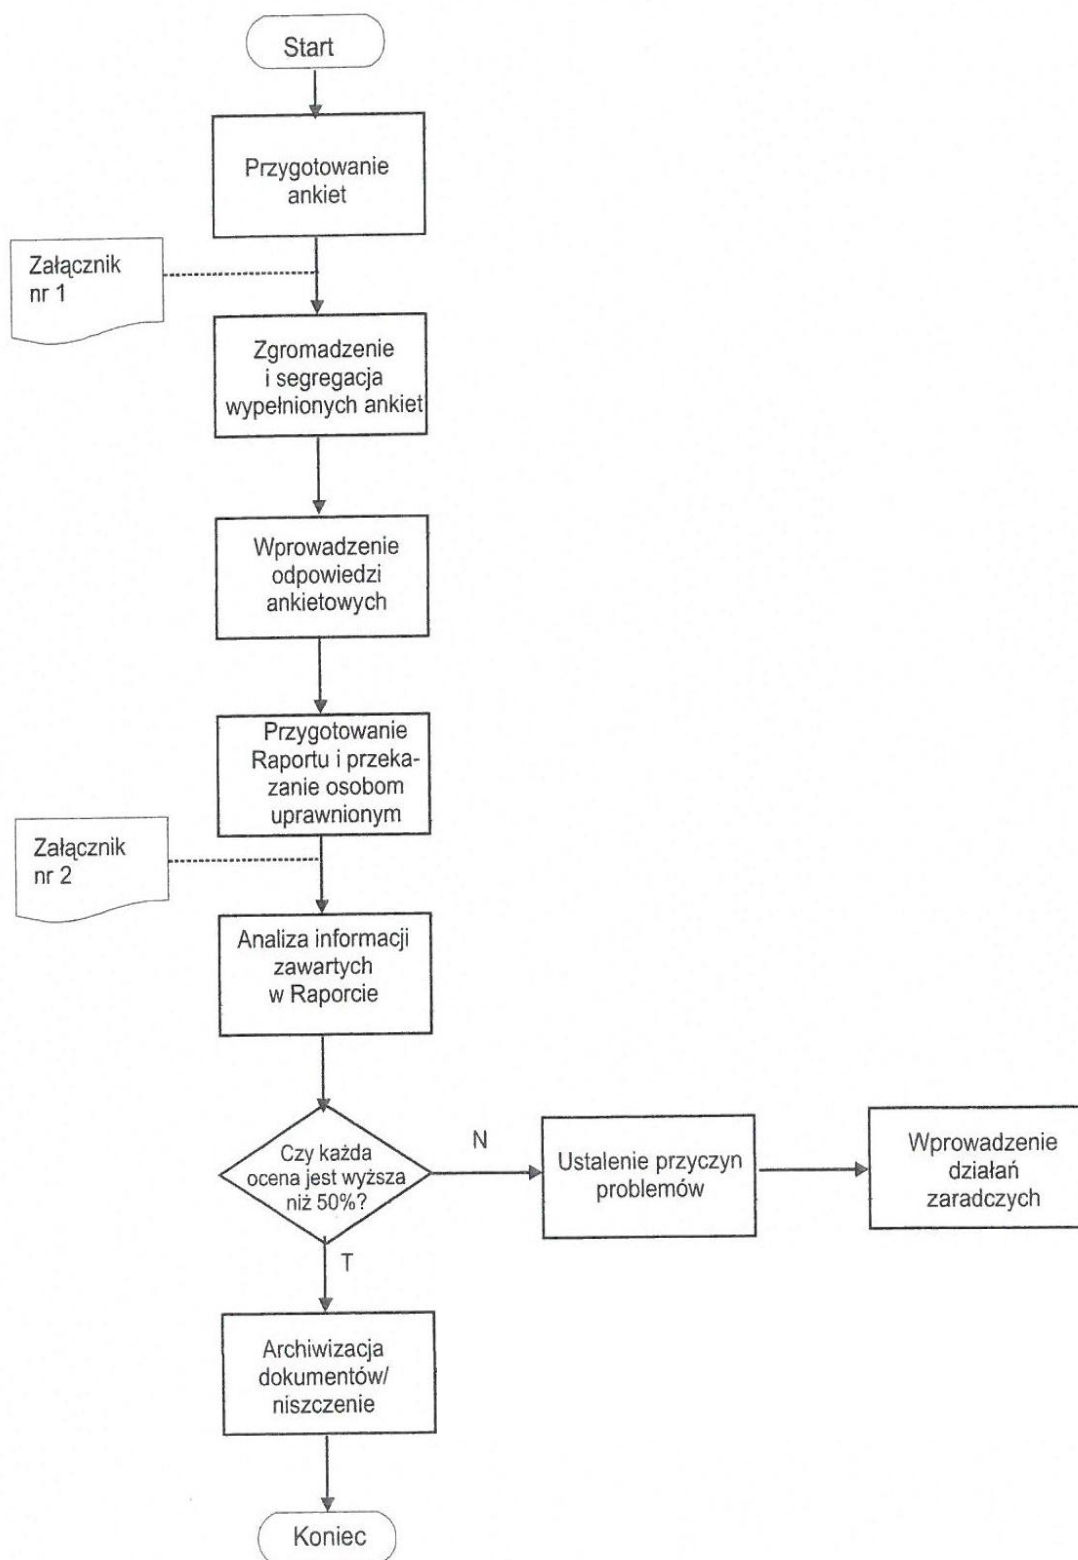 Start
Przygotowanie
ankiet
Załącznik
nr 1
Zgromadzenie
i segregacja
wypełnionych ankiet
Wprowadzenie
odpowiedzi
ankietowych
Przygotowanie
Raportu i przeka-
zanie osobom
uprawnionym
Załącznik
nr 2
Analiza informacji
zawartych
w Raporcie
Czy każda
ocena jest wyższa
niż 50%?
N
Ustalenie przyczyn
problemów
Wprowadzenie
działań
zaradczych
T
Archiwizacja
dokumentów/
niszczenie
Koniec